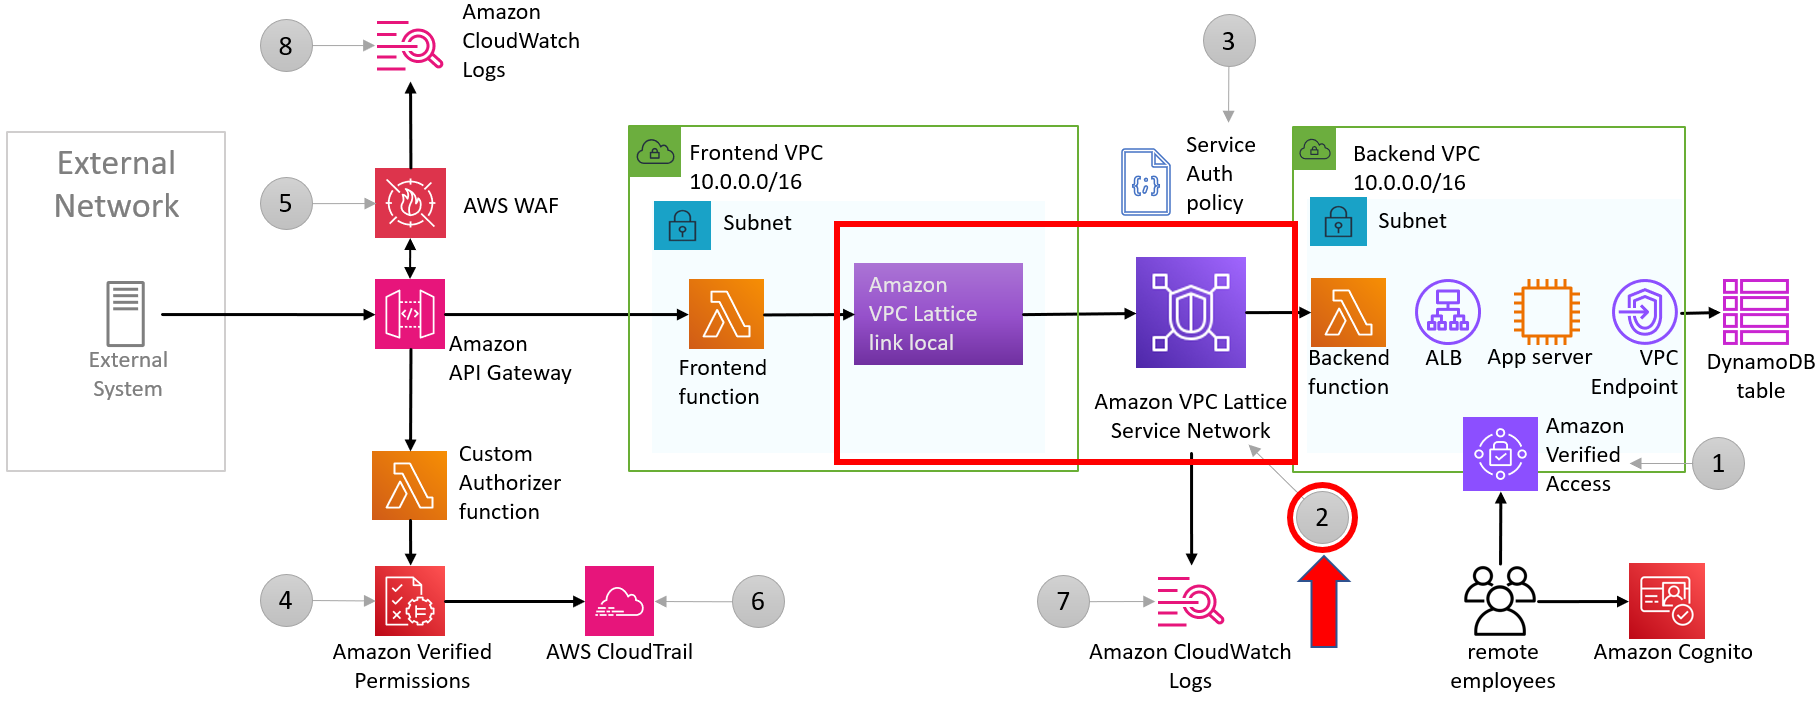 8
Amazon
CloudWatch
Logs
3
External
Network
5
AWS WAF
Frontend VPC
10.0.0.0/16
Subnet
Service
Auth
policy
Backend VPC
10.0.0.0/16
Subnet
External
System
Amazon
API Gateway
Frontend
function
Amazon
VPC Lattice
link local
Amazon VPC Lattice
Service Network
Backend
function
ALB
App server
VPC
Endpoint
DynamoDB
table
Custom
Authorizer
function
Amazon
Verified
Access
1
2
4
6
7
Amazon Verified
Permissions
AWS CloudTrail
Amazon CloudWatch
Logs
remote
employees
Amazon Cognito